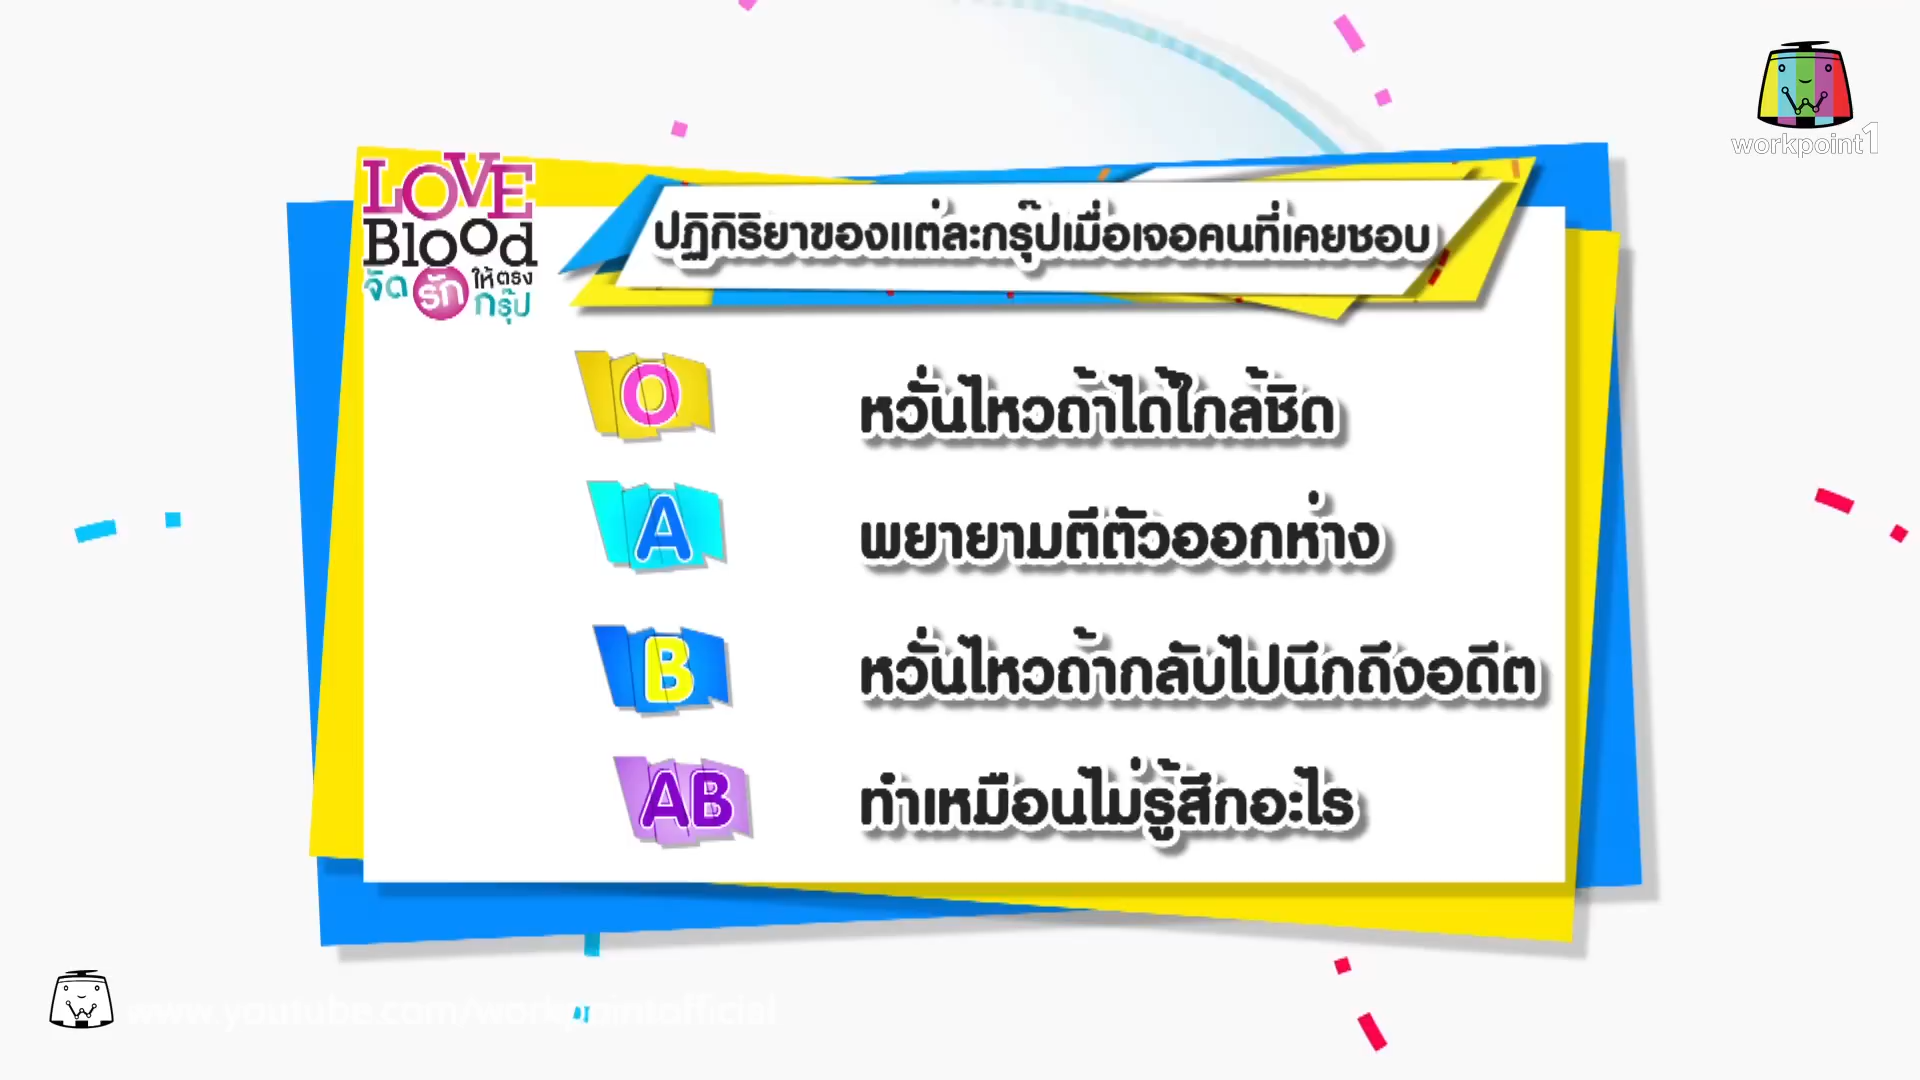 workpoint1
LOVE
Blood
จัดรักให้ตรงกรุ๊ป
ปฏิกิริยาของแต่ละกรุ๊ปเมื่อเจอคนที่เคยชอบ
O หวั่นไหวถ้าได้ใกล้ชิด
A พยายามตีตัวออกห่าง
B หวั่นไหวถ้ากลับไปนึกถึงอดีต
AB ทำเหมือนไม่รู้สึกอะไร
www.youtube.com/workpointofficial